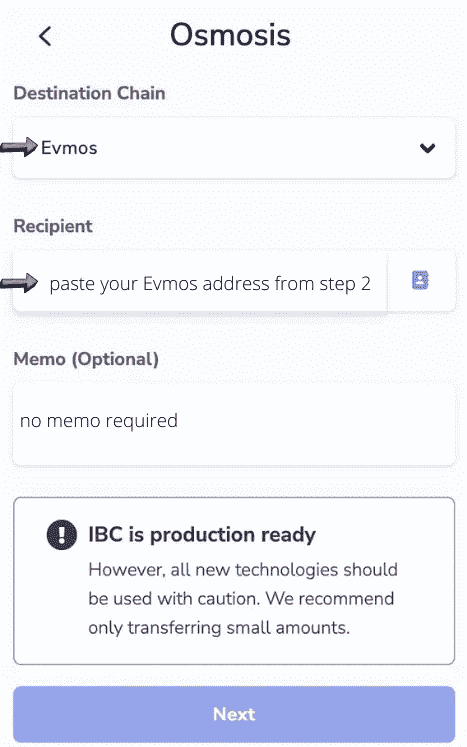 Osmosis
Destination Chain
Evmos
Recipient
paste your Evmos address from step 2
Memo (Optional)
no memo required
IBC is production ready
However, all new technologies should
be used with caution. We recommend
only transferring small amounts.
Next